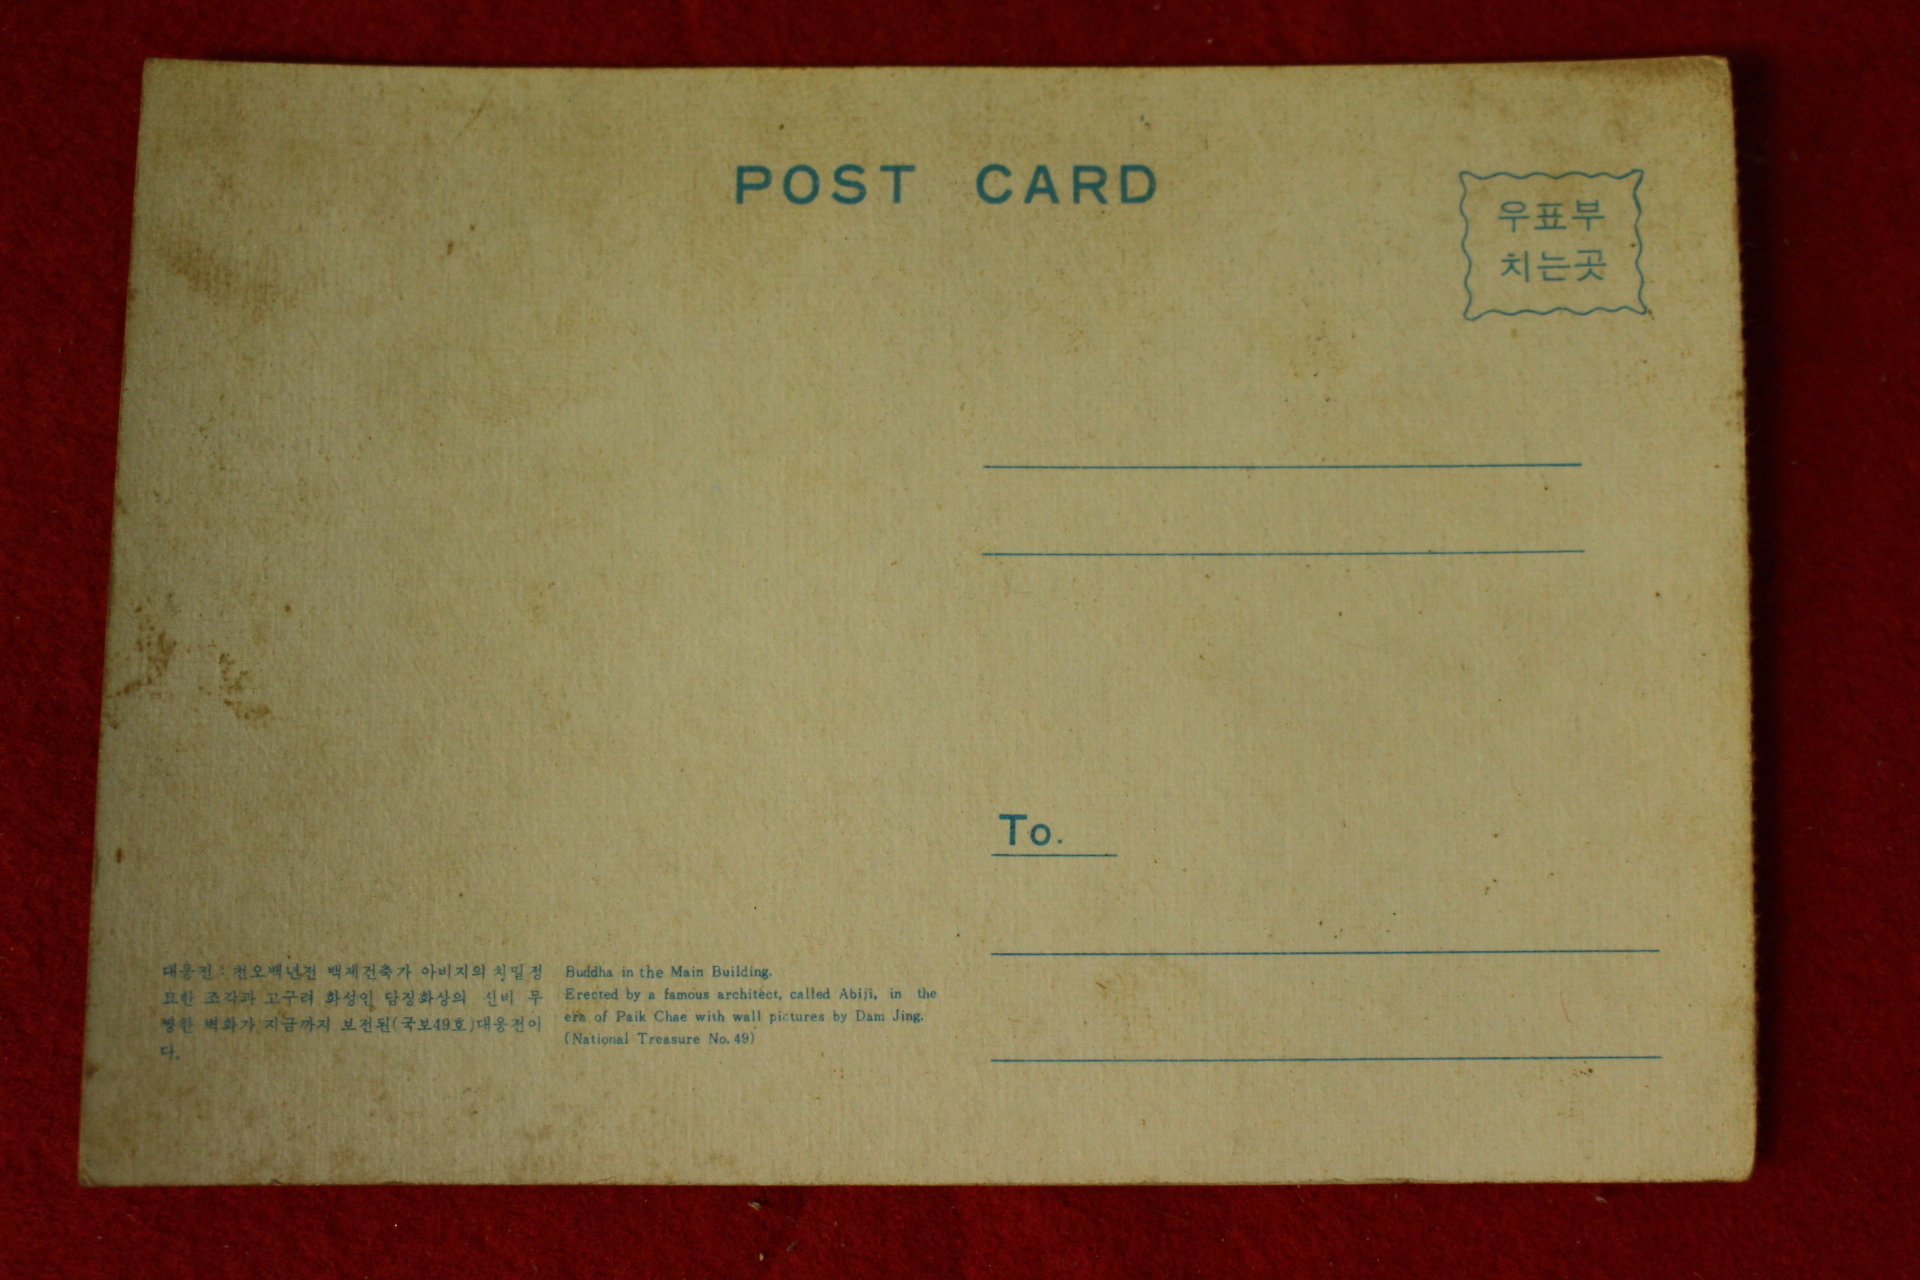 POST CARD
우표부
치는곳
To.
대웅전 : 천오백년전 백제건축가 아비지의 치밀정
묘한 조각과 고구려 화성인 담징화상의 신비 무
쌍한 벽화가 지금까지 보전된(국보49호)대웅전이
다.
Buddha in the Main Building.
Erected by a famous architect, called Abiji, in the
era of Paik Chae with wall pictures by Dam Jing.
(National Treasure No. 49)